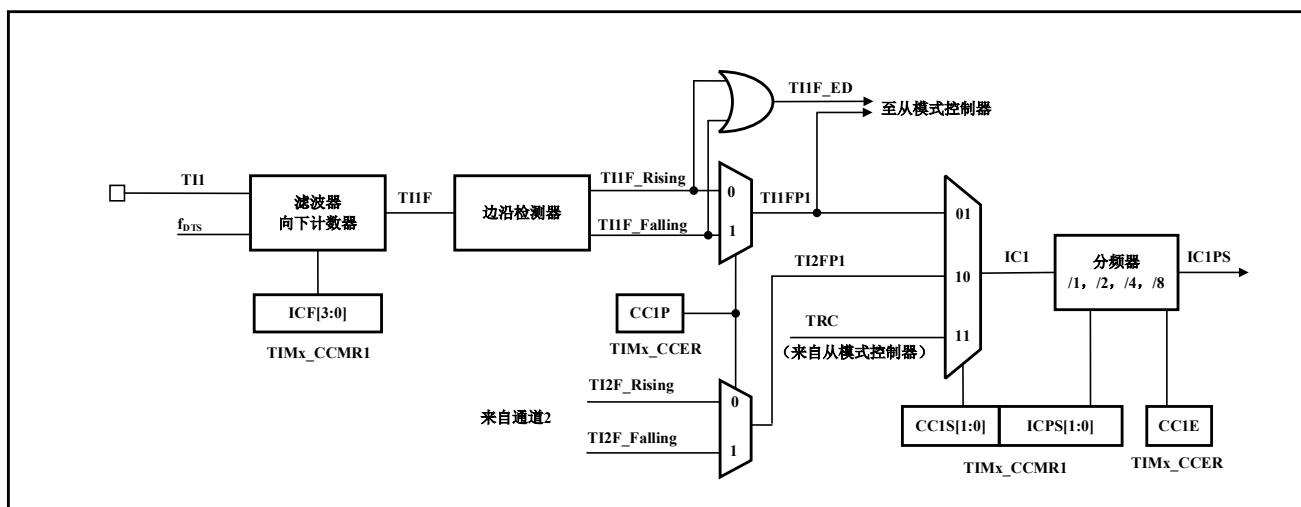 TI1F_ED
至从模式控制器
TI1
f_DTS
滤波器
向下计数器
TI1F
边沿检测器
TI1F_Rising
TI1F_Falling
0
1
TI1FP1
01
TI2FP1
10
TRC
(来自从模式控制器)
11
IC1
分频器
/1, /2, /4, /8
IC1PS
ICF[3:0]
TIMx_CCMR1
CC1P
TIMx_CCER
来自通道2
TI2F_Rising
TI2F_Falling
0
1
CC1S[1:0]
ICPS[1:0]
TIMx_CCMR1
CC1E
TIMx_CCER